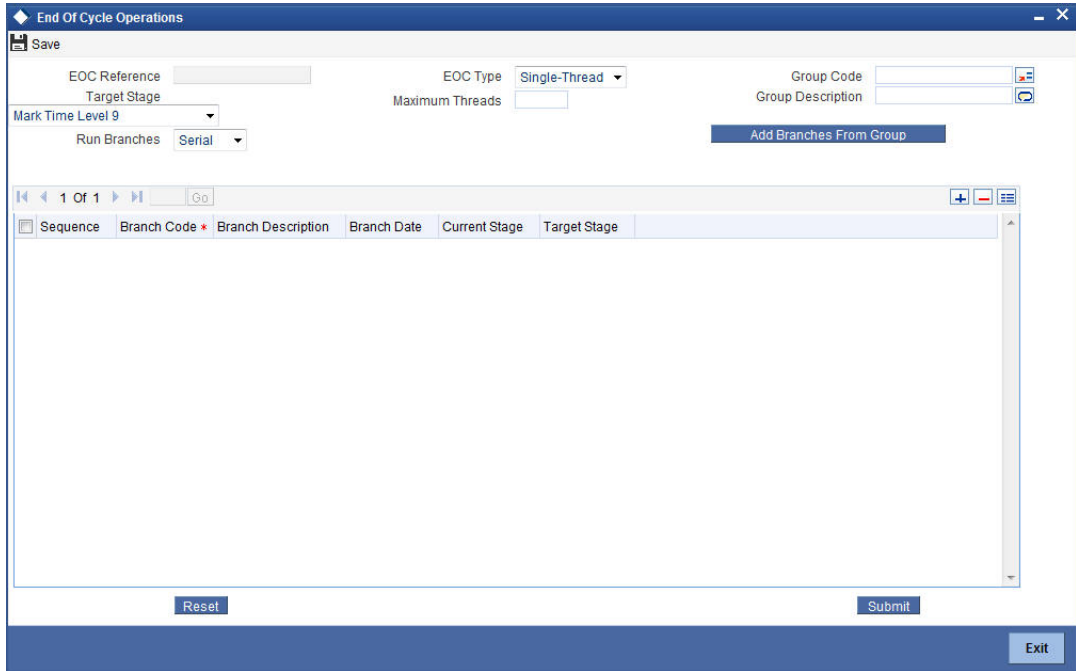 End Of Cycle Operations
Save
EOC Reference
EOC Type Single-Thread
Group Code
Target Stage
Maximum Threads
Group Description
Mark Time Level 9
Run Branches Serial
Add Branches From Group
1 Of 1 Go
Sequence Branch Code * Branch Description Branch Date Current Stage Target Stage
Reset Submit
Exit